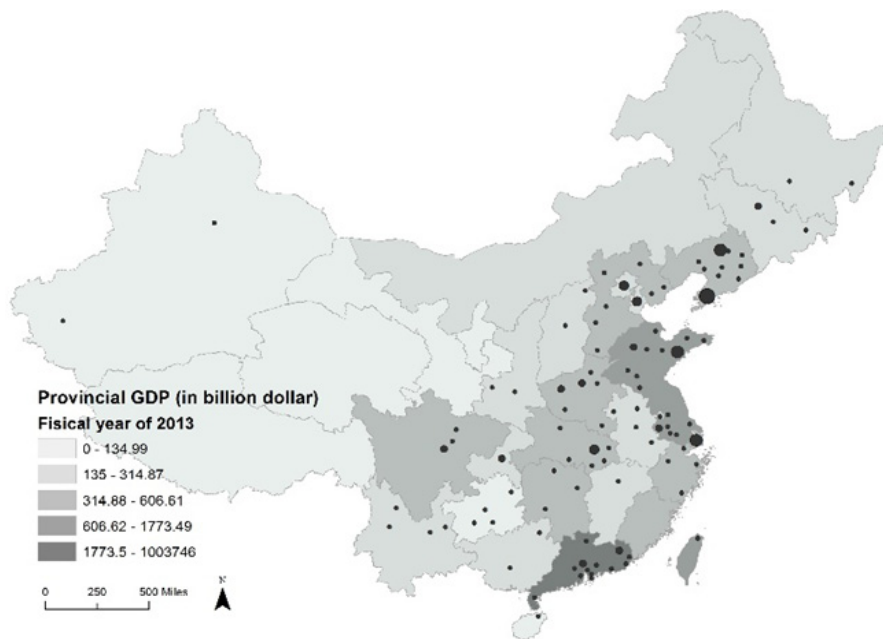 Provincial GDP (in billion dollar)
Fisical year of 2013
0 - 134.99
135 - 314.87
314.88 - 606.61
606.62 - 1773.49
1773.5 - 1003746
0 250 500 Miles
N